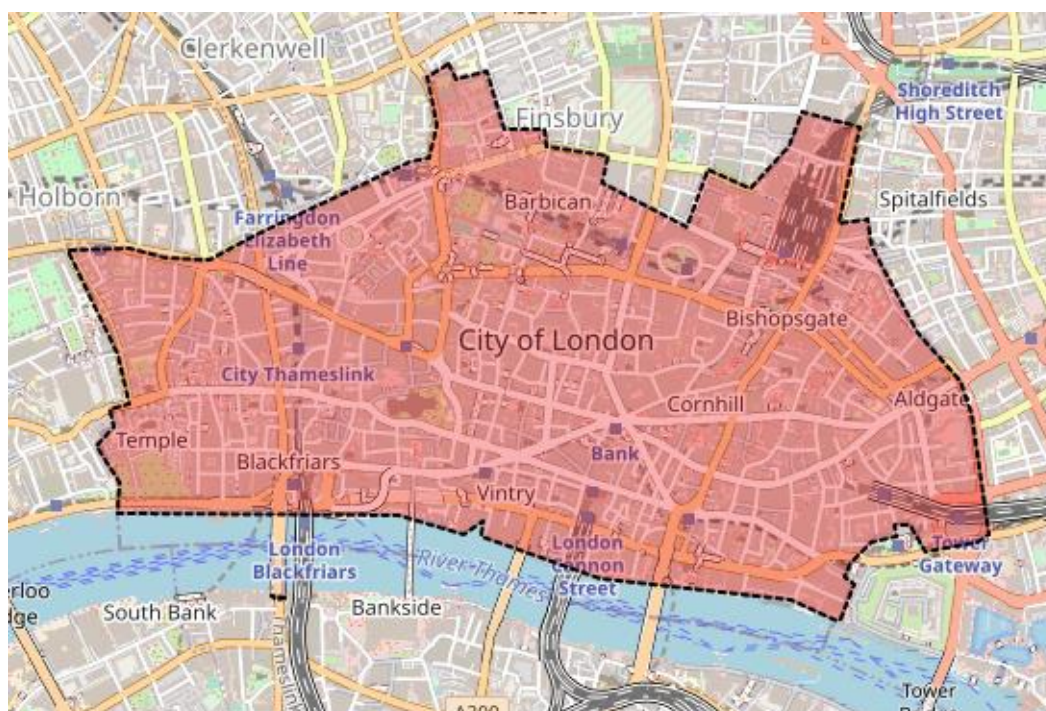 Clerkenwell
Shoreditch
High Street
Finsbury
Holborn
Barbican
Spitalfields
Farringdon
Elizabeth
Line
Bishopsgate
City of London
City Thameslink
Cornhill
Aldgate
Temple
Bank
Blackfriars
Vintry
London
Cannon
Street
Tower
Gateway
London
Blackfriars
River Thames
South Bank
Bankside
Thameslink
Tower